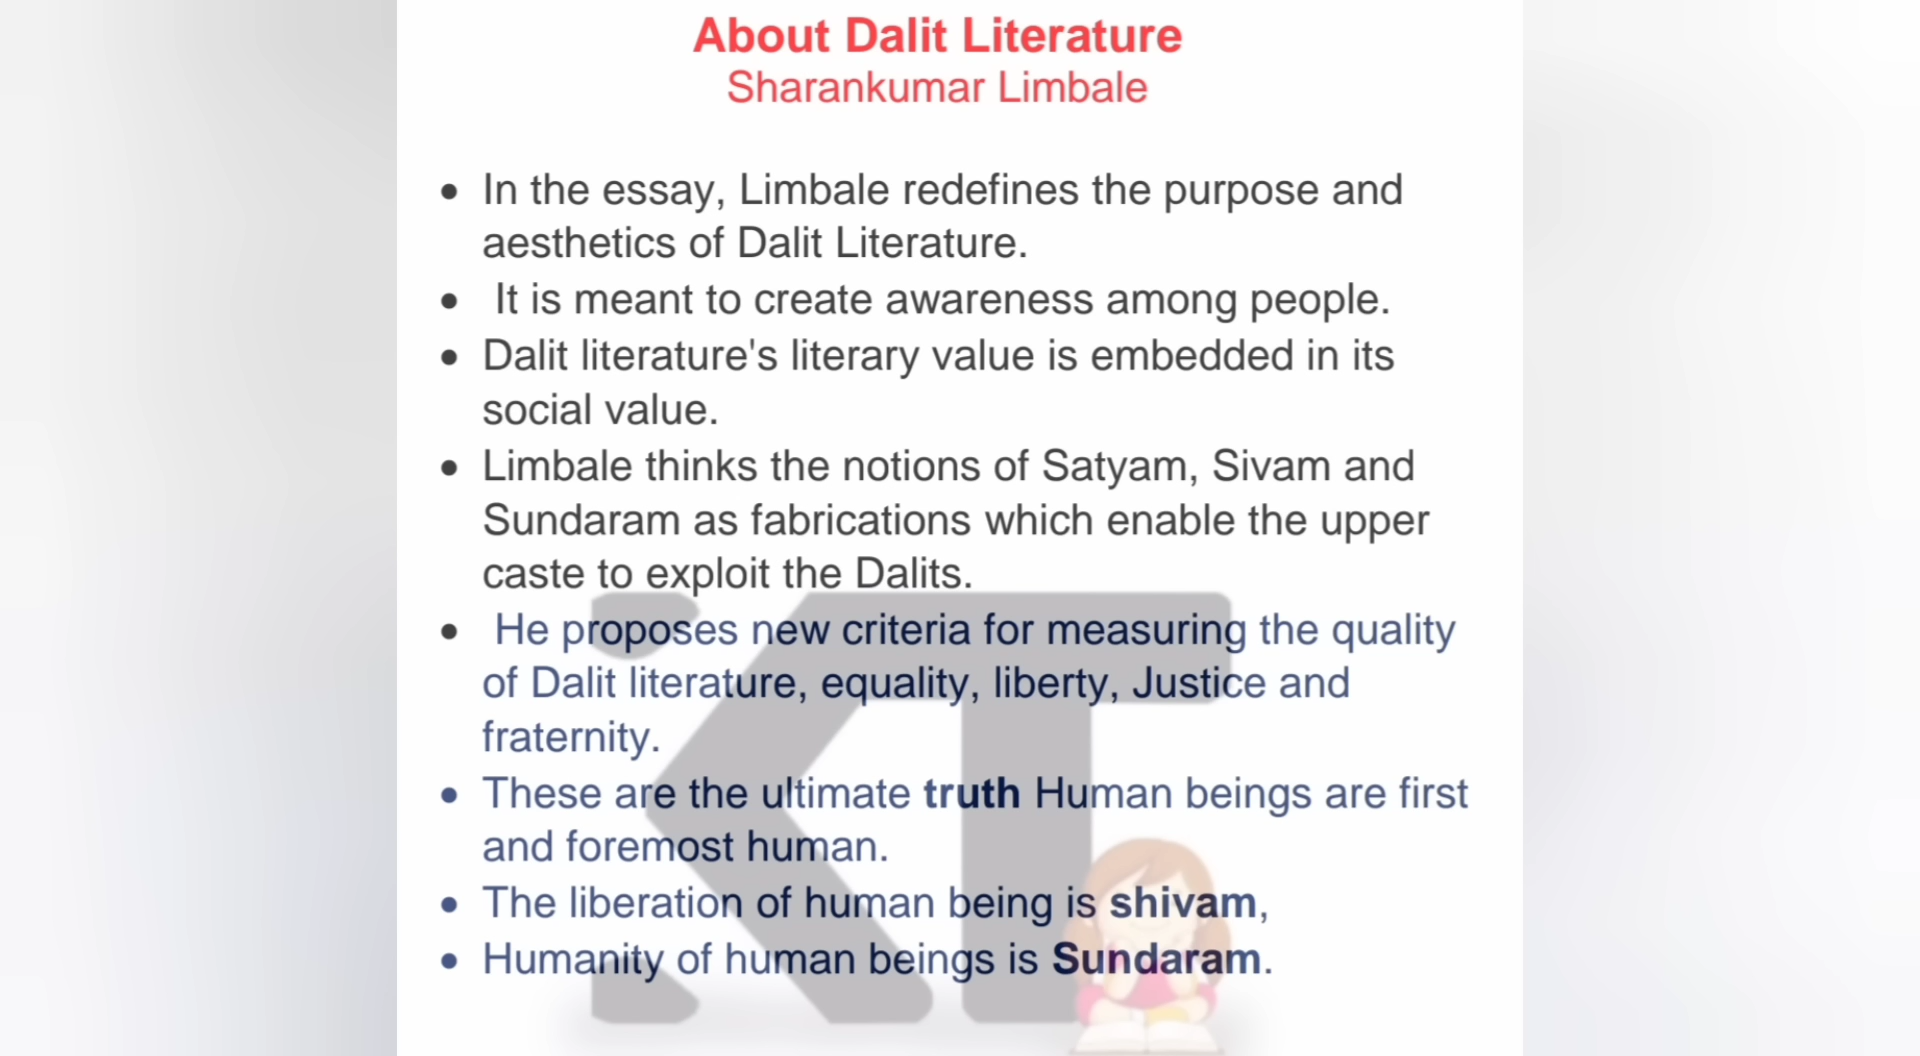 About Dalit Literature
Sharankumar Limbale
• In the essay, Limbale redefines the purpose and
aesthetics of Dalit Literature.
• It is meant to create awareness among people.
• Dalit literature's literary value is embedded in its
social value.
• Limbale thinks the notions of Satyam, Sivam and
Sundaram as fabrications which enable the upper
caste to exploit the Dalits.
• He proposes new criteria for measuring the quality
of Dalit literature, equality, liberty, Justice and
fraternity.
• These are the ultimate truth Human beings are first
and foremost human.
• The liberation of human being is shivam,
• Humanity of human beings is Sundaram.